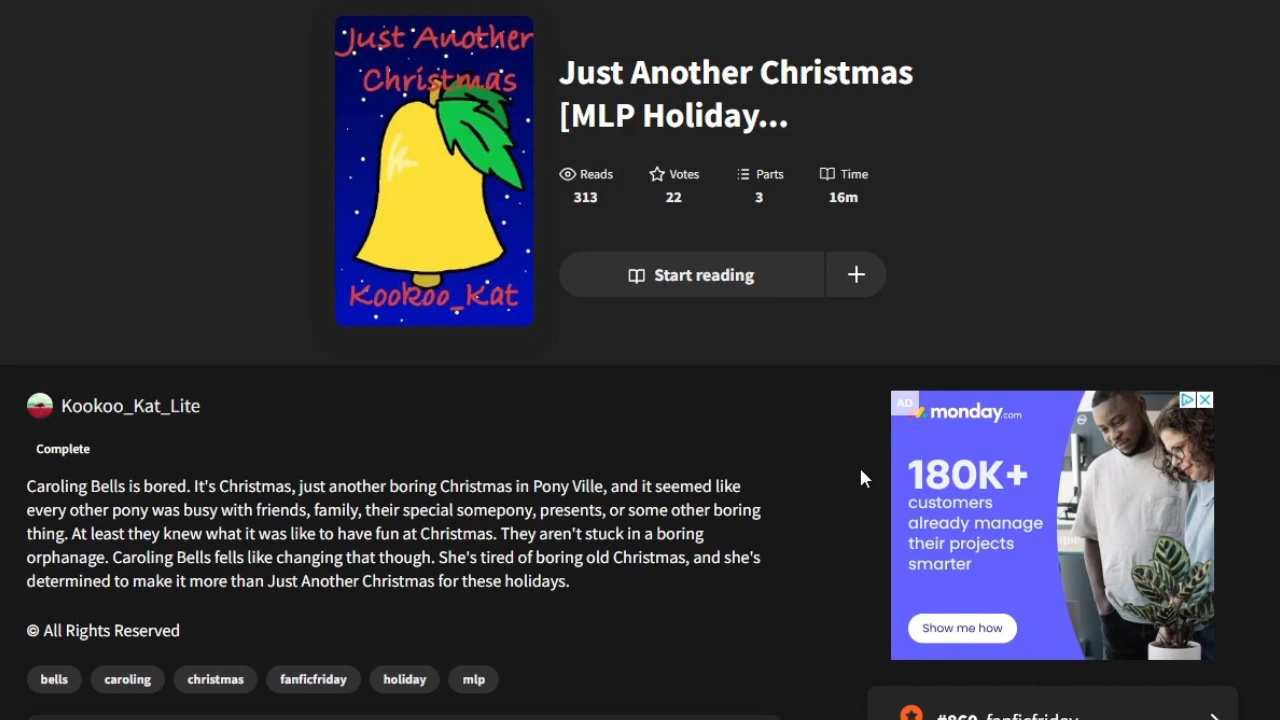 Just Another
Christmas
Kookoo_Kat
Just Another Christmas
[MLP Holiday...
Reads
313
Votes
22
Parts
3
Time
16m
Start reading
Kookoo_Kat_Lite
Complete
Caroling Bells is bored. It's Christmas, just another boring Christmas in Pony Ville, and it seemed like
every other pony was busy with friends, family, their special somepony, presents, or some other boring
thing. At least they knew what it was like to have fun at Christmas. They aren't stuck in a boring
orphanage. Caroling Bells fells like changing that though. She's tired of boring old Christmas, and she's
determined to make it more than Just Another Christmas for these holidays.
© All Rights Reserved
bells
caroling
christmas
fanficfriday
holiday
mlp
AD
monday.com
180K+
customers
already manage
their projects
smarter
Show me how
#860 fanficfriday